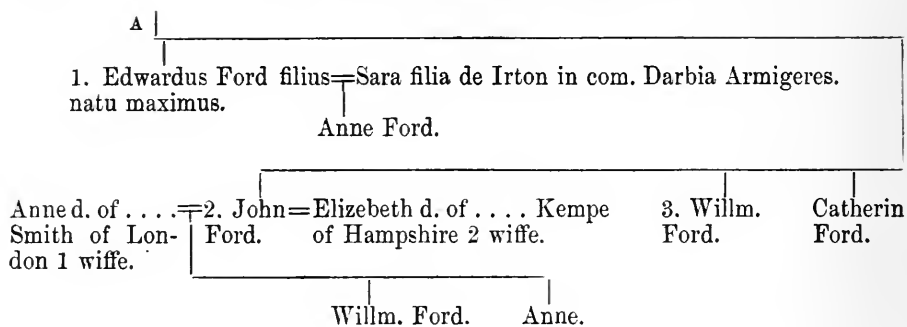 A
1. Edwardus Ford filius=Sara filia de Irton in com. Darbia Armigeres.
natu maximus.
Anne Ford.
Anne d. of . . . .=2. John=Elizebeth d. of . . . . Kempe 3. Willm. Catherin
Smith of Lon- Ford. of Hampshire 2 wiffe. Ford. Ford.
don 1 wiffe.
Willm. Ford. Anne.